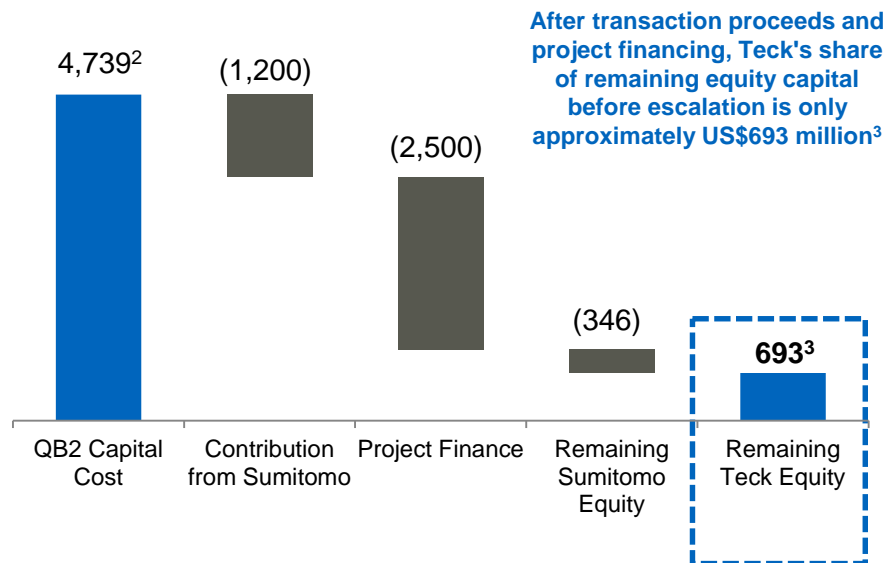 After transaction proceeds and
project financing, Teck's share
of remaining equity capital
before escalation is only
approximately US$693 million³
4,739²
(1,200)
(2,500)
(346)
693³
QB2 Capital
Cost
Contribution
from Sumitomo
Project Finance
Remaining
Sumitomo
Equity
Remaining
Teck Equity